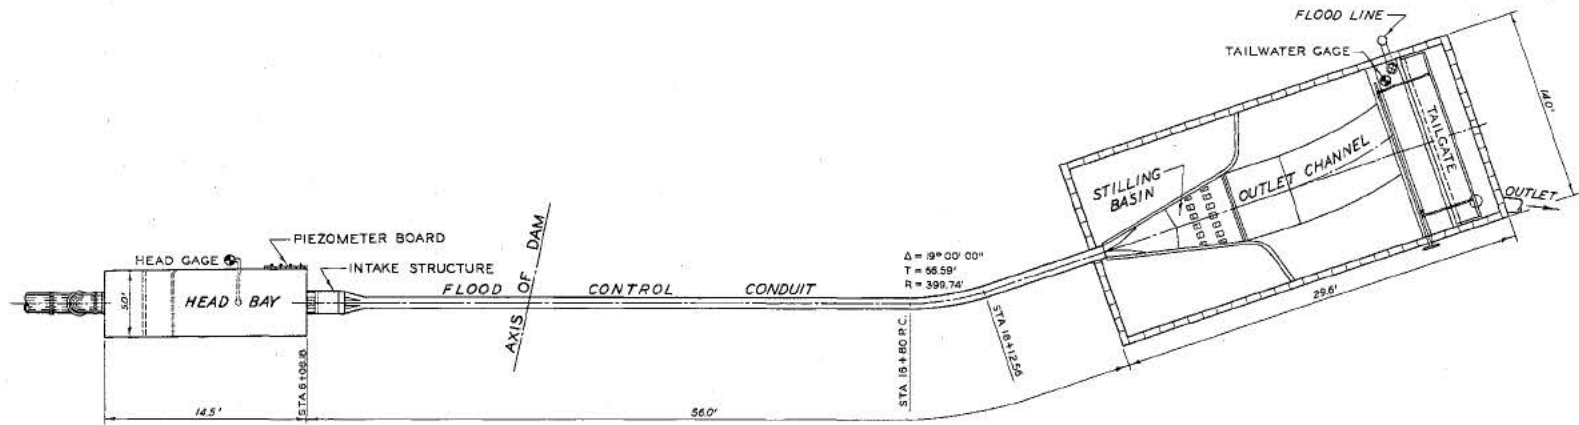 FLOOD LINE
TAILWATER GAGE
14.0'
TAILGATE
OUTLET CHANNEL
STILLING
BASIN
OUTLET
29.6'
PIEZOMETER BOARD
HEAD GAGE
INTAKE STRUCTURE
HEAD BAY
5.0'
FLOOD CONTROL CONDUIT
AXIS OF DAM
Δ = 19° 00' 00"
T = 66.59'
R = 399.74'
STA 18+12.56
STA 16+80 P.C.
STA 6+06.18
14.5'
56.0'